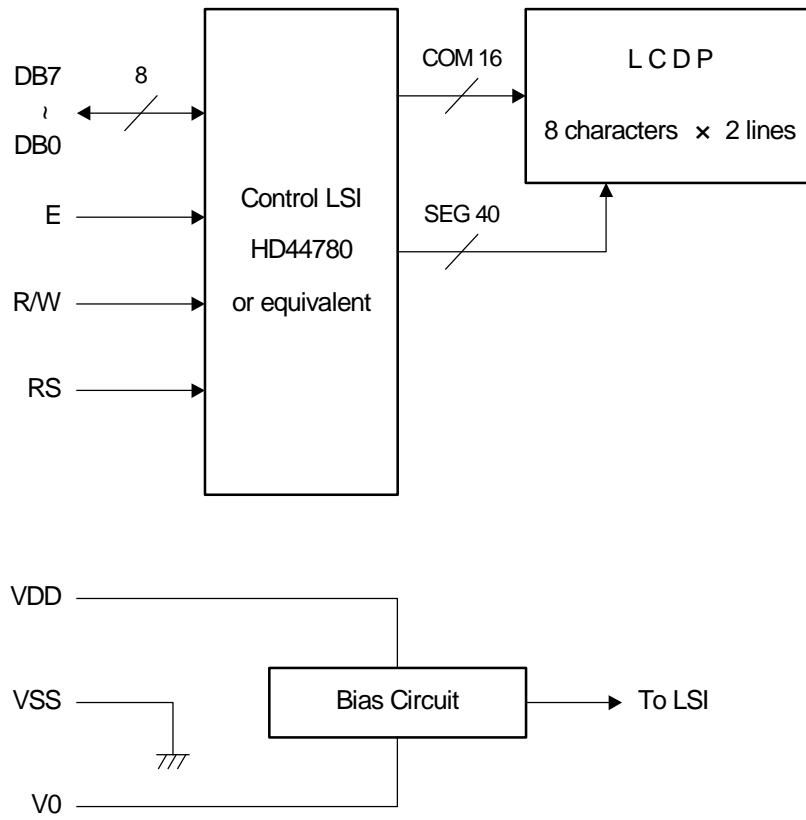 DB7
~
DB0
8
E
R/W
RS
Control LSI
HD44780
or equivalent
COM 16
SEG 40
L C D P
8 characters × 2 lines
VDD
VSS
V0
Bias Circuit
To LSI